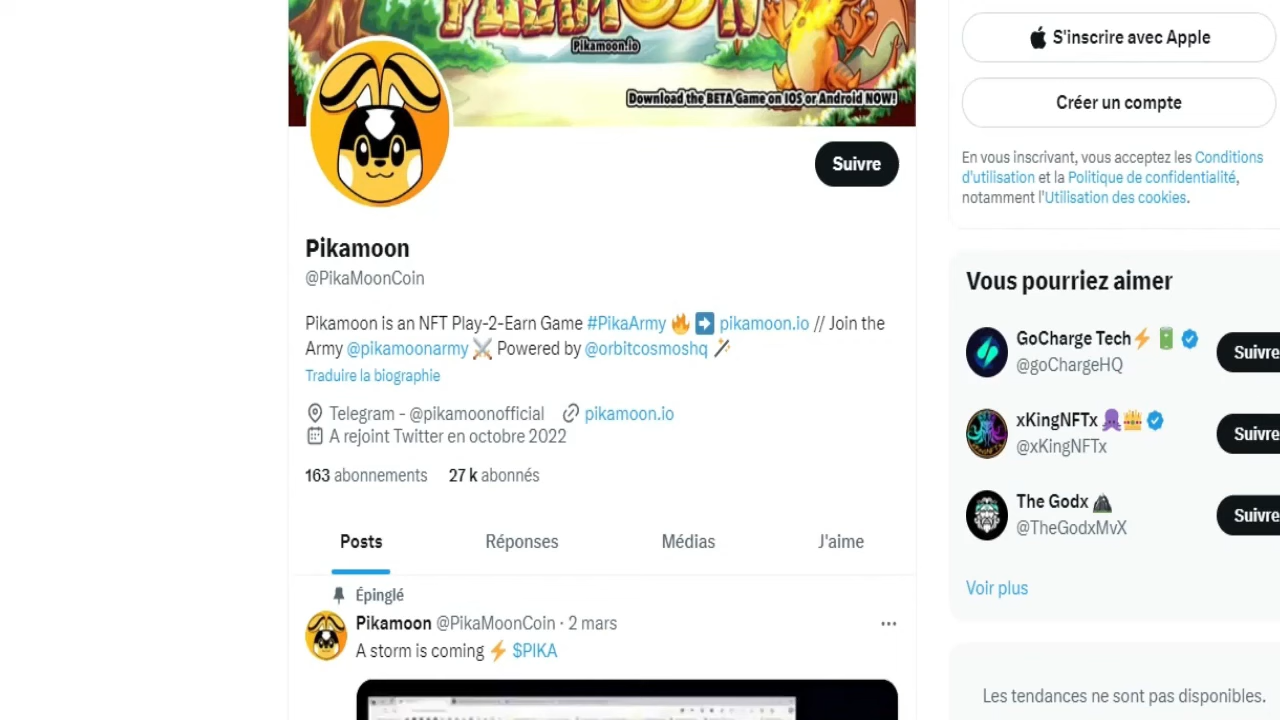 PIKAMOON
Pikamoon.io
Download the BETA Game on IOS or Android NOW!
Suivre
Pikamoon
@PikaMoonCoin
Pikamoon is an NFT Play-2-Earn Game #PikaArmy 🔥 ➡️ pikamoon.io // Join the
Army @pikamoonarmy ⚔️ Powered by @orbitcosmoshq 🪄
Traduire la biographie
Telegram - @pikamoonofficial pikamoon.io
A rejoint Twitter en octobre 2022
163 abonnements 27 k abonnés
Posts Réponses Médias J'aime
Épinglé
Pikamoon @PikaMoonCoin · 2 mars
A storm is coming ⚡ $PIKA
S'inscrire avec Apple
Créer un compte
En vous inscrivant, vous acceptez les Conditions
d'utilisation et la Politique de confidentialité,
notamment l'Utilisation des cookies.
Vous pourriez aimer
GoCharge Tech⚡🔋
@goChargeHQ
Suivre
xKingNFTx 🐙👑
@xKingNFTx
Suivre
The Godx ⛰
@TheGodxMvX
Suivre
Voir plus
Les tendances ne sont pas disponibles.